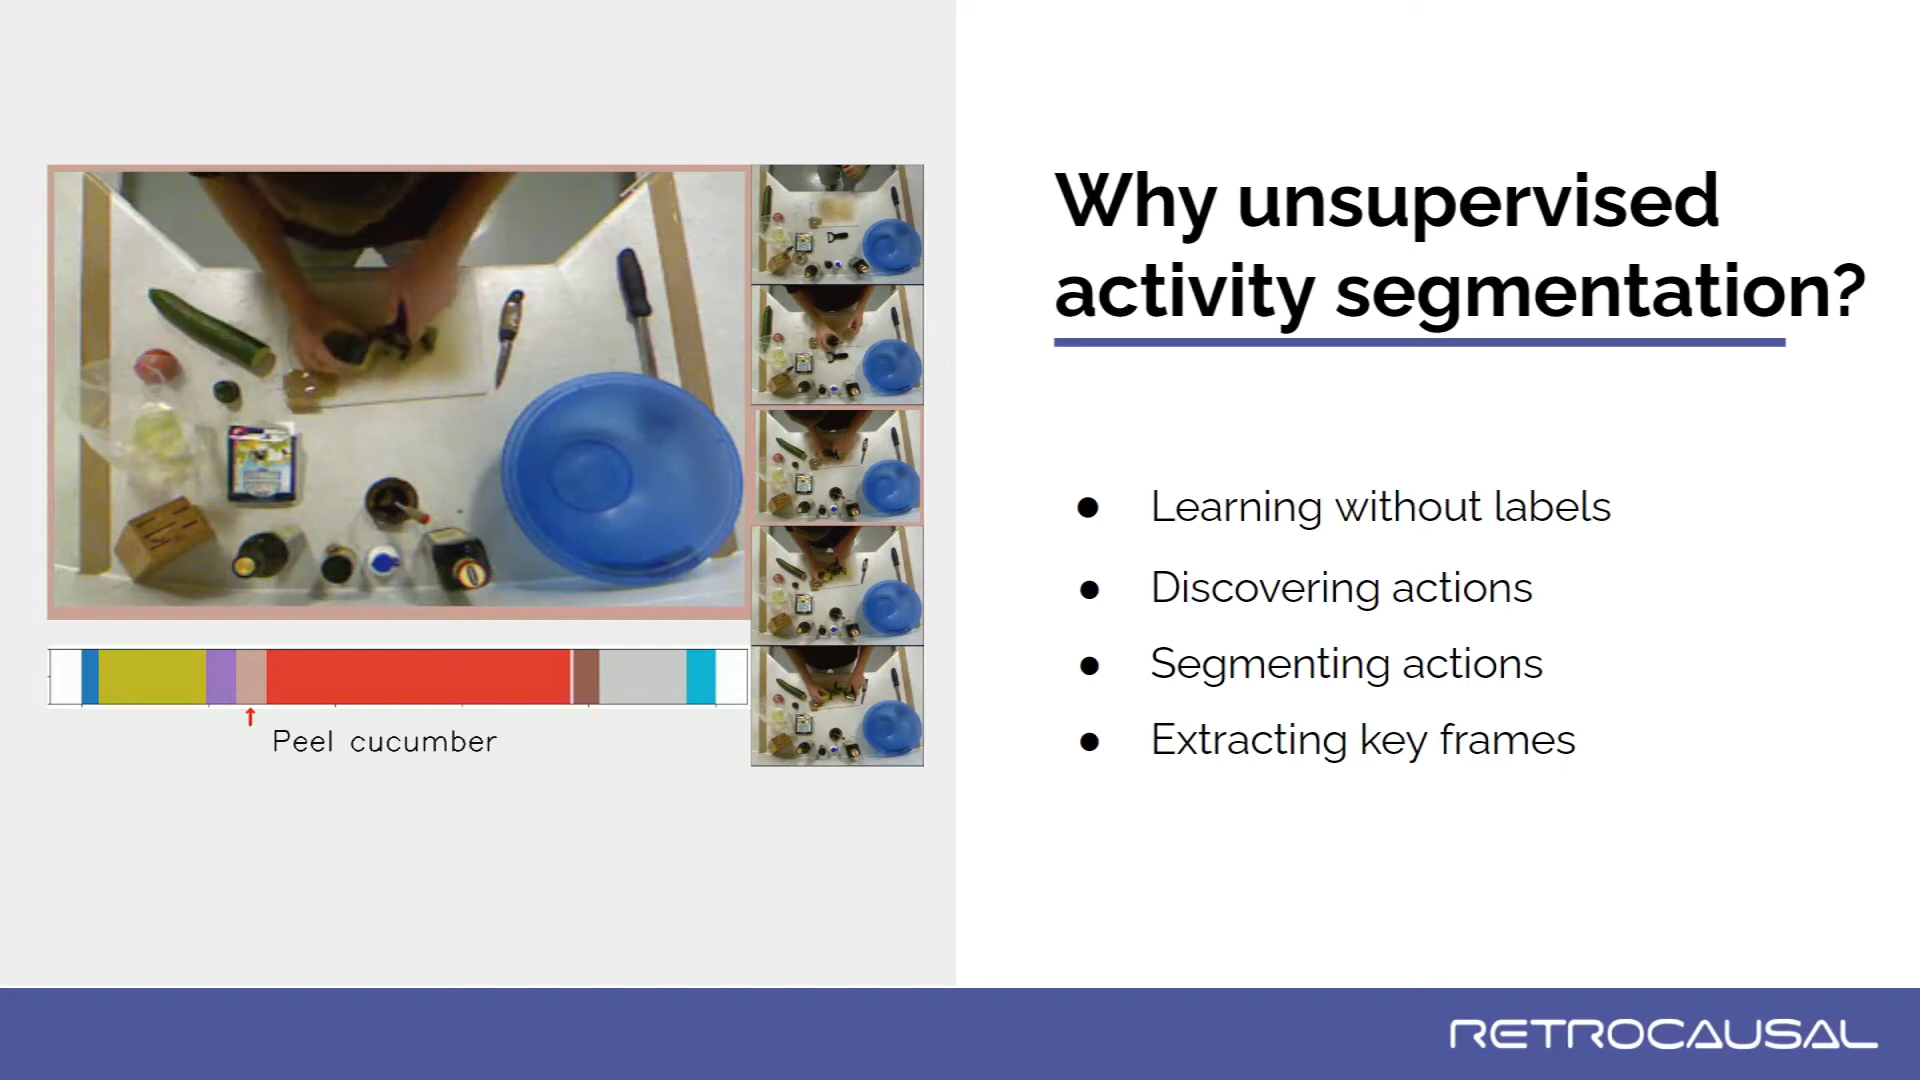 Why unsupervised
activity segmentation?
● Learning without labels
● Discovering actions
● Segmenting actions
● Extracting key frames
Peel cucumber
RETROCAUSAL